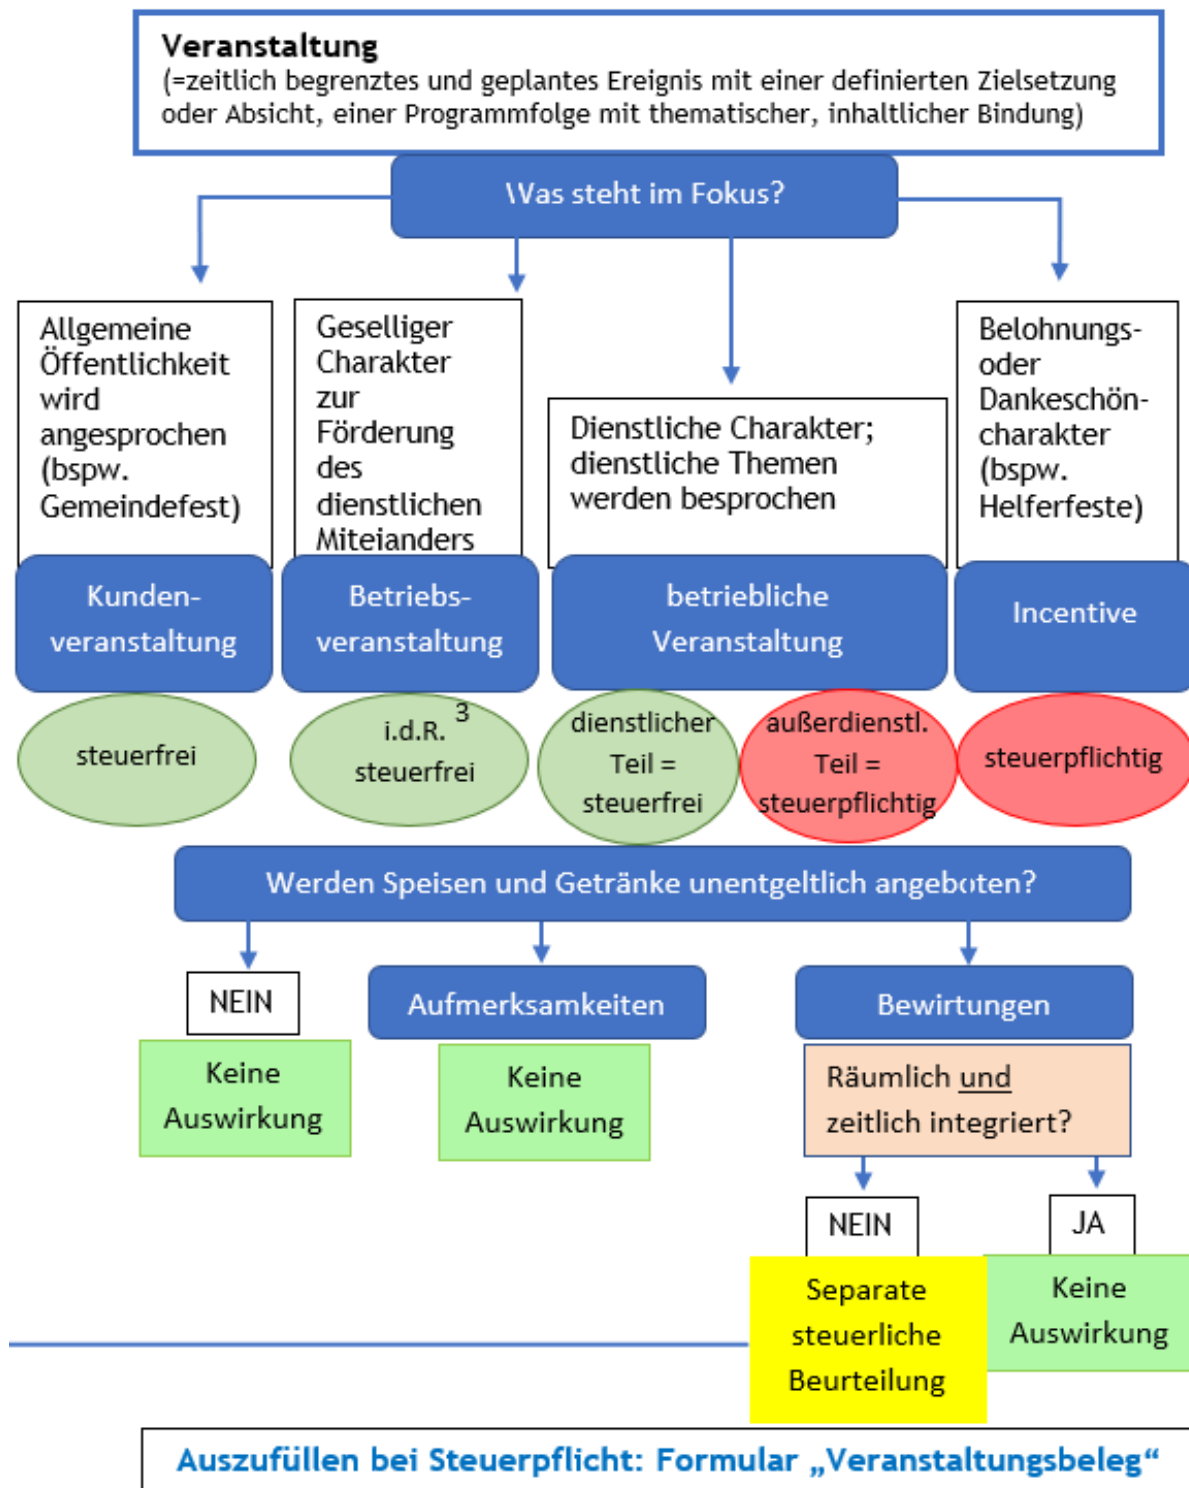 Veranstaltung
(=zeitlich begrenztes und geplantes Ereignis mit einer definierten Zielsetzung
oder Absicht, einer Programmfolge mit thematischer, inhaltlicher Bindung)
Was steht im Fokus?
Allgemeine
Öffentlichkeit
wird
angesprochen
(bspw.
Gemeindefest)
Geselliger
Charakter
zur
Förderung
des
dienstlichen
Miteianders
Dienstliche Charakter;
dienstliche Themen
werden besprochen
Belohnungs-
oder
Dankeschön-
charakter
(bspw.
Helferfeste)
Kunden-
veranstaltung
Betriebs-
veranstaltung
betriebliche
Veranstaltung
Incentive
steuerfrei
i.d.R. 3
steuerfrei
dienstlicher
Teil =
steuerfrei
außerdienstl.
Teil =
steuerpflichtig
steuerpflichtig
Werden Speisen und Getränke unentgeltlich angeboten?
NEIN
Keine
Auswirkung
Aufmerksamkeiten
Keine
Auswirkung
Bewirtungen
Räumlich und
zeitlich integriert?
NEIN
Separate
steuerliche
Beurteilung
JA
Keine
Auswirkung
Auszufüllen bei Steuerpflicht: Formular „Veranstaltungsbeleg“